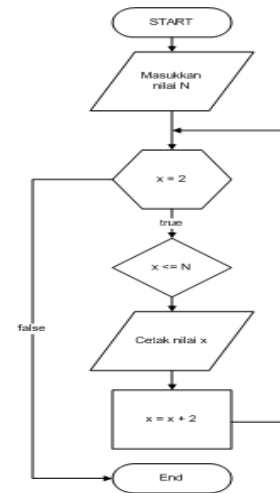 START
Masukkan
nilai N
x = 2
true
x <= N
false
Cetak nilai x
x = x + 2
End